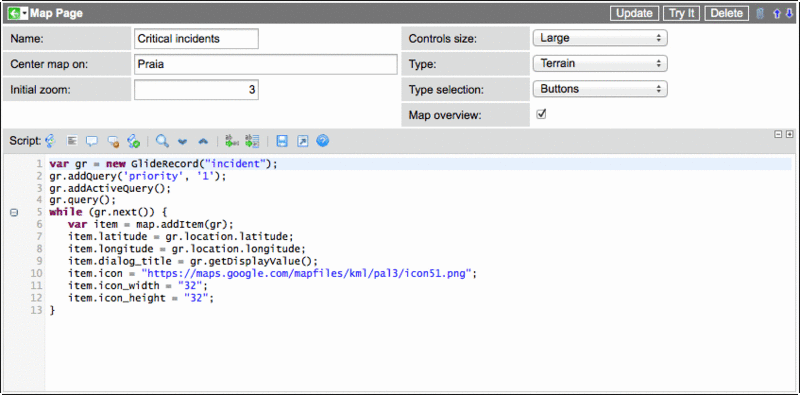 Map Page
Update Try It Delete
Name: Critical incidents Controls size: Large
Center map on: Praia Type: Terrain
Initial zoom: 3 Type selection: Buttons
Map overview:
Script:
1 var gr = new GlideRecord("incident");
2 gr.addQuery('priority', '1');
3 gr.addActiveQuery();
4 gr.query();
5 while (gr.next()) {
6 var item = map.addItem(gr);
7 item.latitude = gr.location.latitude;
8 item.longitude = gr.location.longitude;
9 item.dialog_title = gr.getDisplayValue();
10 item.icon = "https://maps.google.com/mapfiles/kml/pal3/icon51.png";
11 item.icon_width = "32";
12 item.icon_height = "32";
13 }